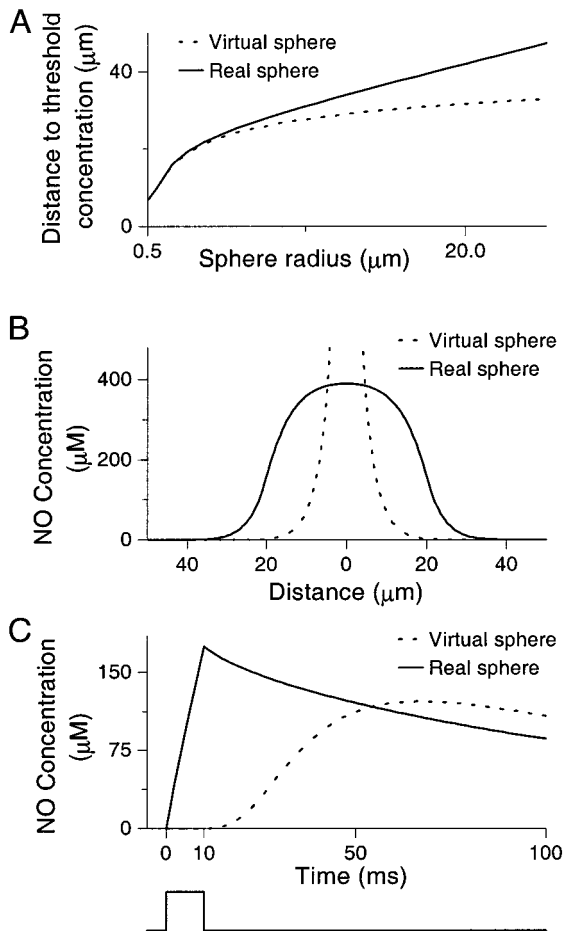 A
Virtual sphere
Real sphere
Distance to threshold
concentration (μm)
40
0
0.5
20.0
Sphere radius (μm)
B
Virtual sphere
Real sphere
NO Concentration
(μM)
400
200
0
40
20
0
20
40
Distance (μm)
C
Virtual sphere
Real sphere
NO Concentration
(μM)
150
75
0
0
10
50
100
Time (ms)